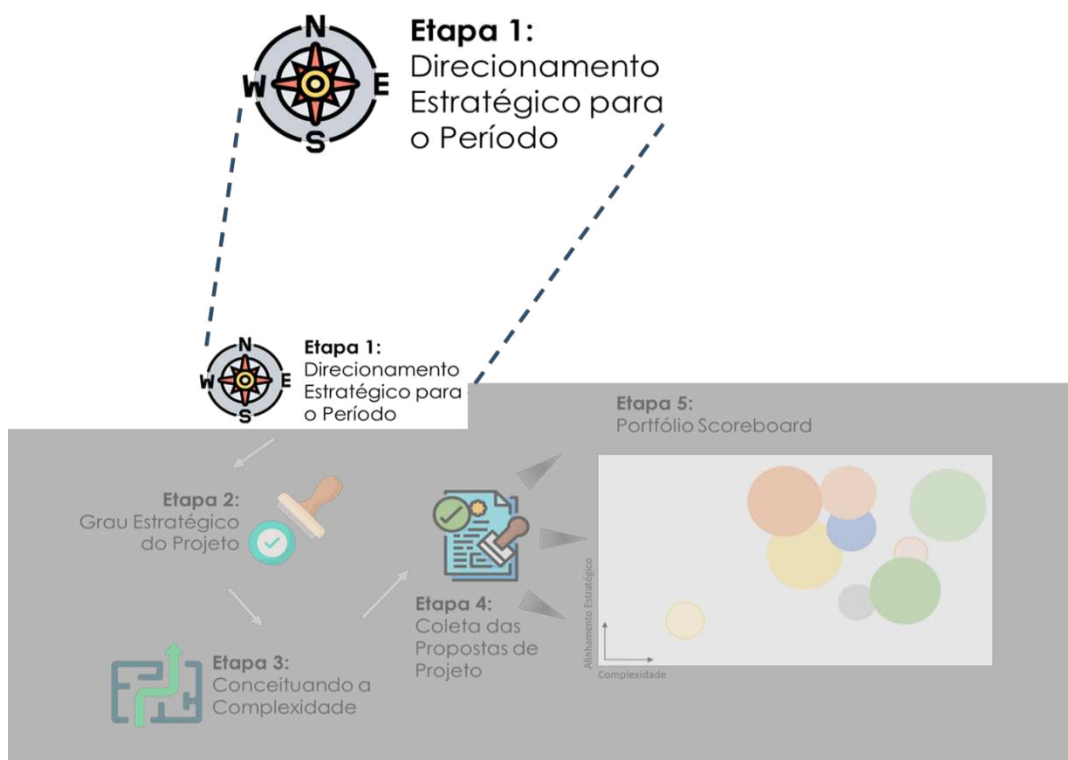 N
W
E
S
Etapa 1:
Direcionamento
Estratégico para
o Período
N
W
E
S
Etapa 1:
Direcionamento
Estratégico para
o Período
Etapa 2:
Grau Estratégico
do Projeto
Etapa 3:
Conceituando a
Complexidade
Etapa 4:
Coleta das
Propostas de
Projeto
Etapa 5:
Portfólio Scoreboard
Alinhamento Estratégico
Complexidade